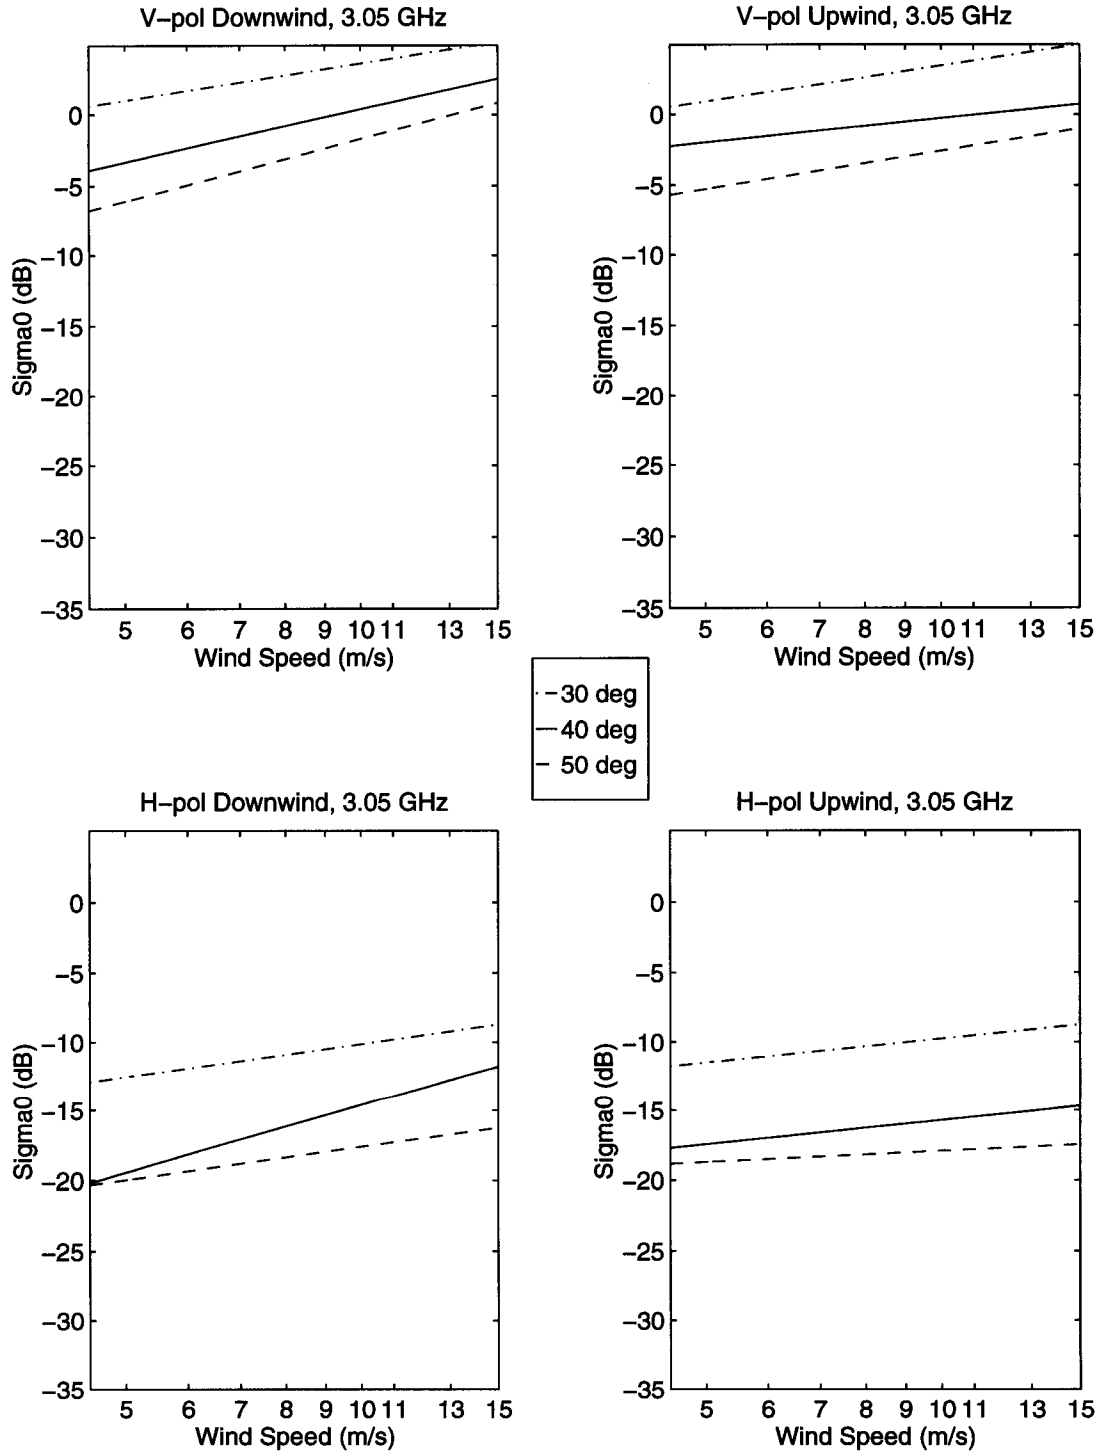 V-pol Downwind, 3.05 GHz
0
-5
-10
-15
-20
-25
-30
-35
Sigma0 (dB)
5 6 7 8 9 10 11 13 15
Wind Speed (m/s)
V-pol Upwind, 3.05 GHz
0
-5
-10
-15
-20
-25
-30
-35
Sigma0 (dB)
5 6 7 8 9 10 11 13 15
Wind Speed (m/s)
30 deg
40 deg
50 deg
H-pol Downwind, 3.05 GHz
0
-5
-10
-15
-20
-25
-30
-35
Sigma0 (dB)
5 6 7 8 9 10 11 13 15
Wind Speed (m/s)
H-pol Upwind, 3.05 GHz
0
-5
-10
-15
-20
-25
-30
-35
Sigma0 (dB)
5 6 7 8 9 10 11 13 15
Wind Speed (m/s)